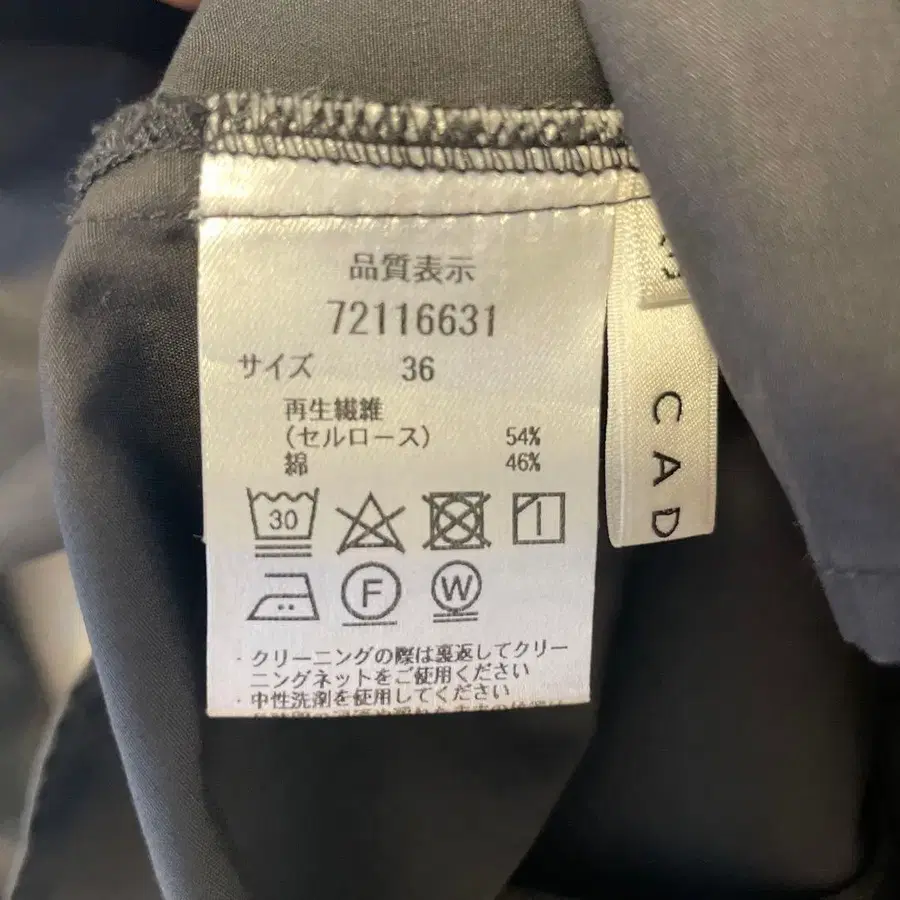 品質表示
72116631
サイズ 36
再生繊維
(セルロース) 54%
綿 46%
30
F
W
・クリーニングの際は裏返してクリー
ニングネットをご使用ください
・中性洗剤を使用してください
CAD